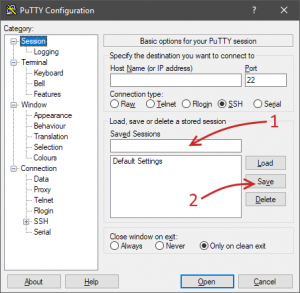 PuTTY Configuration
Category:
Session
Logging
Terminal
Keyboard
Bell
Features
Window
Appearance
Behaviour
Translation
Selection
Colours
Connection
Data
Proxy
Telnet
Rlogin
SSH
Serial
Basic options for your PuTTY session
Specify the destination you want to connect to
Host Name (or IP address) Port
22
Connection type:
Raw Telnet Rlogin SSH Serial
Load, save or delete a stored session
Saved Sessions
1
Default Settings
Load
Save
2
Delete
Close window on exit:
Always Never Only on clean exit
About Help Open Cancel